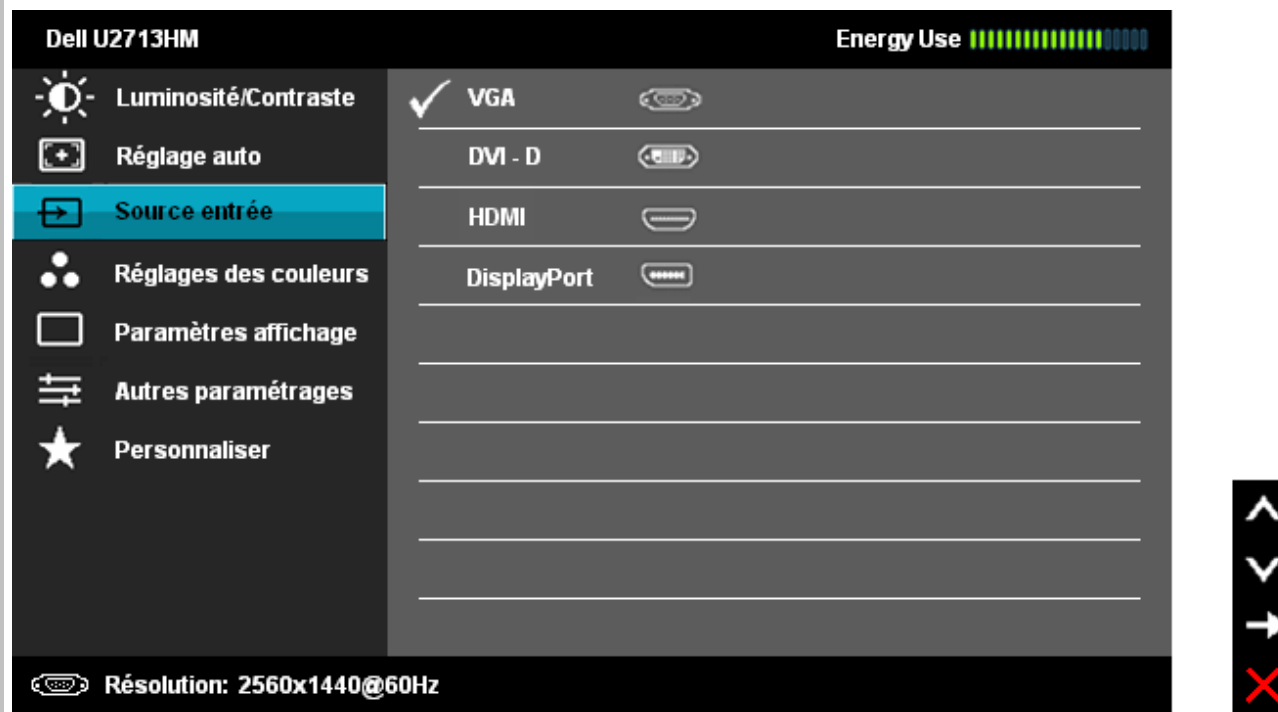 Dell U2713HM
Energy Use
Luminosité/Contraste
Réglage auto
Source entrée
Réglages des couleurs
Paramètres affichage
Autres paramétrages
Personnaliser
VGA
DVI - D
HDMI
DisplayPort
Résolution: 2560x1440@60Hz